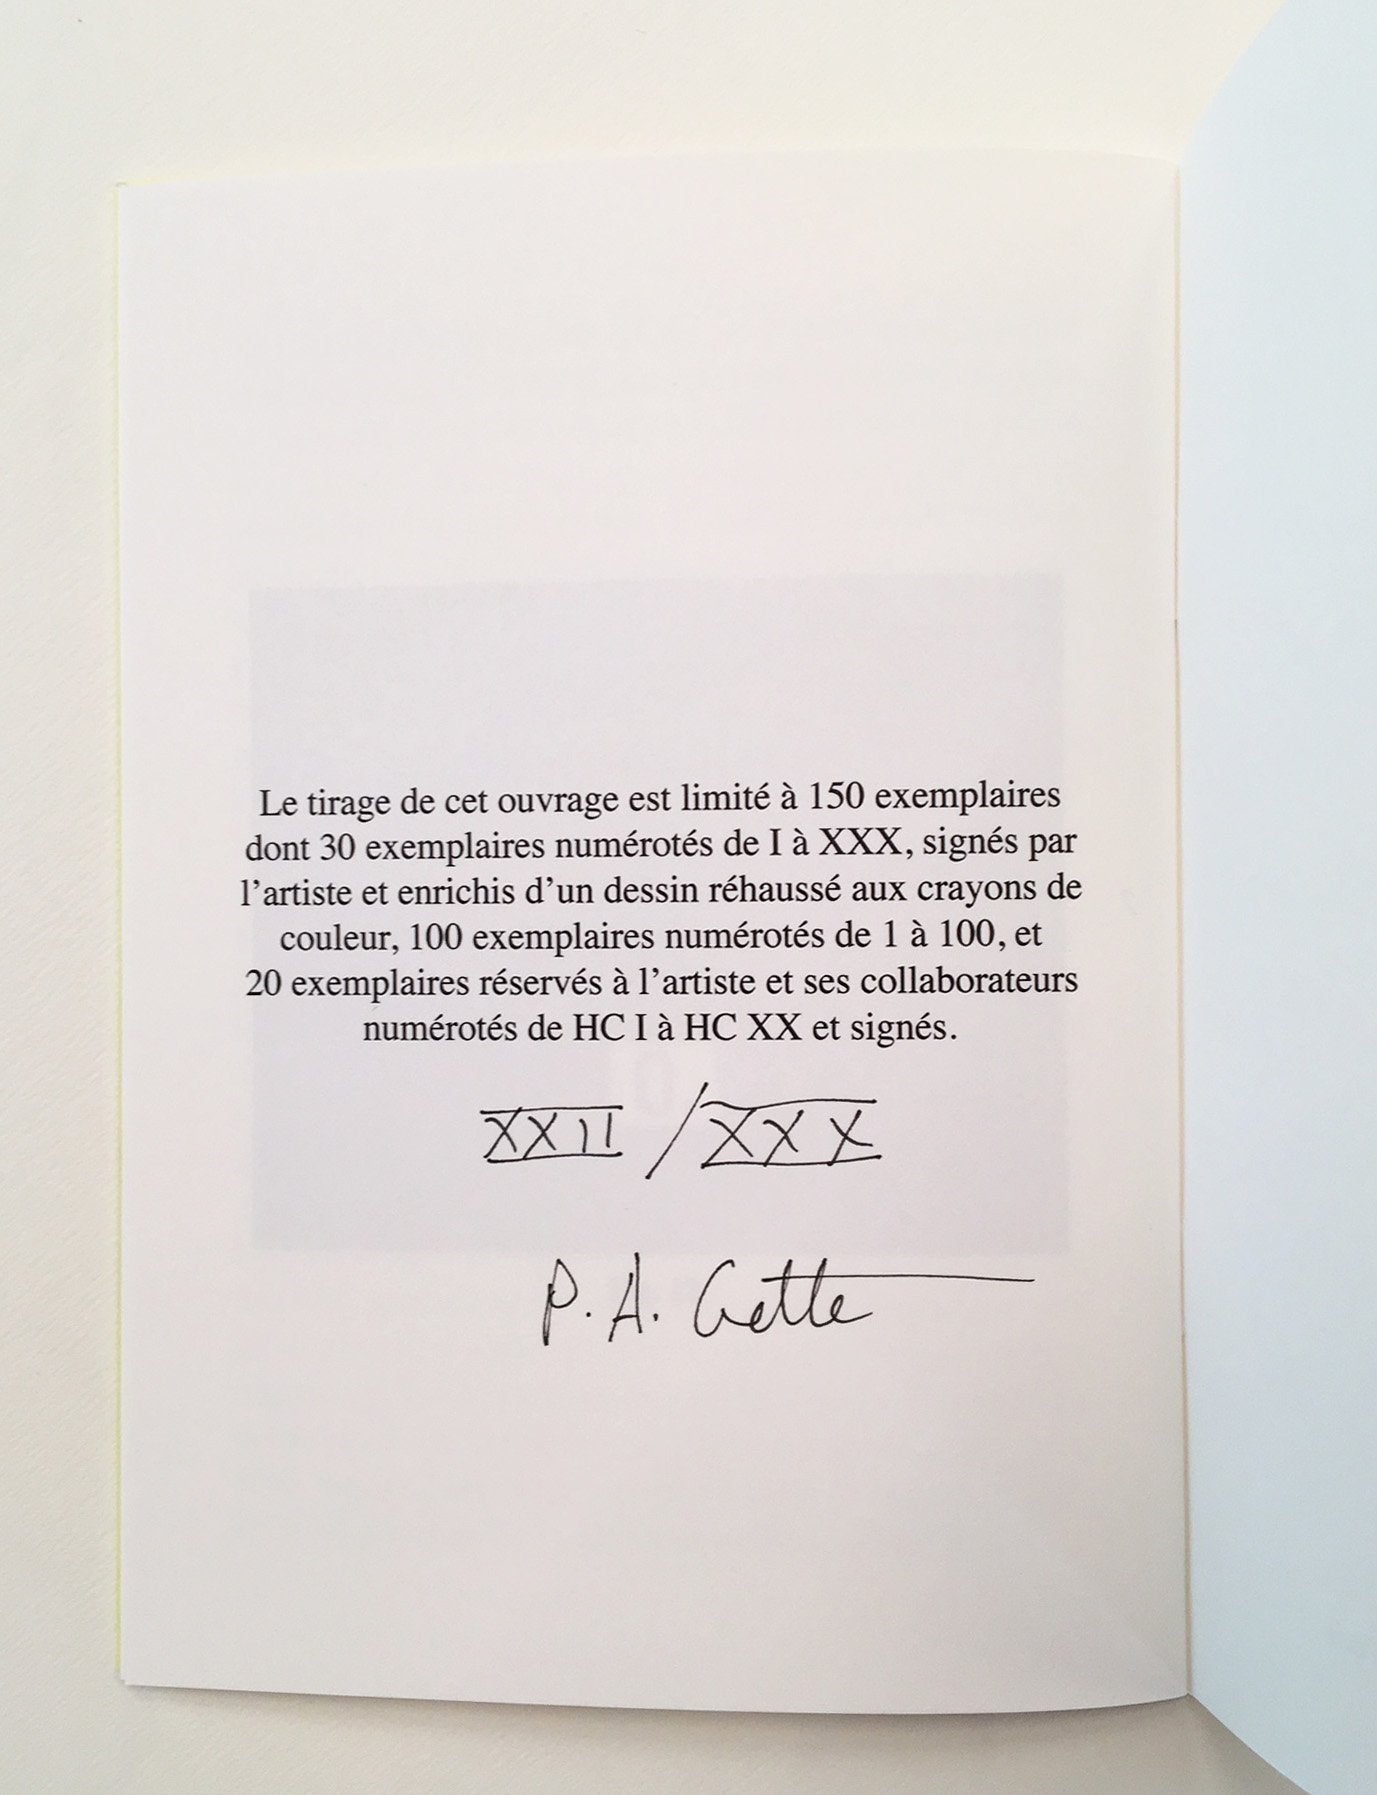 Le tirage de cet ouvrage est limité à 150 exemplaires
dont 30 exemplaires numérotés de I à XXX, signés par
l'artiste et enrichis d'un dessin réhaussé aux crayons de
couleur, 100 exemplaires numérotés de 1 à 100, et
20 exemplaires réservés à l'artiste et ses collaborateurs
numérotés de HC I à HC XX et signés.
XXII / XXX
P. A. Gette